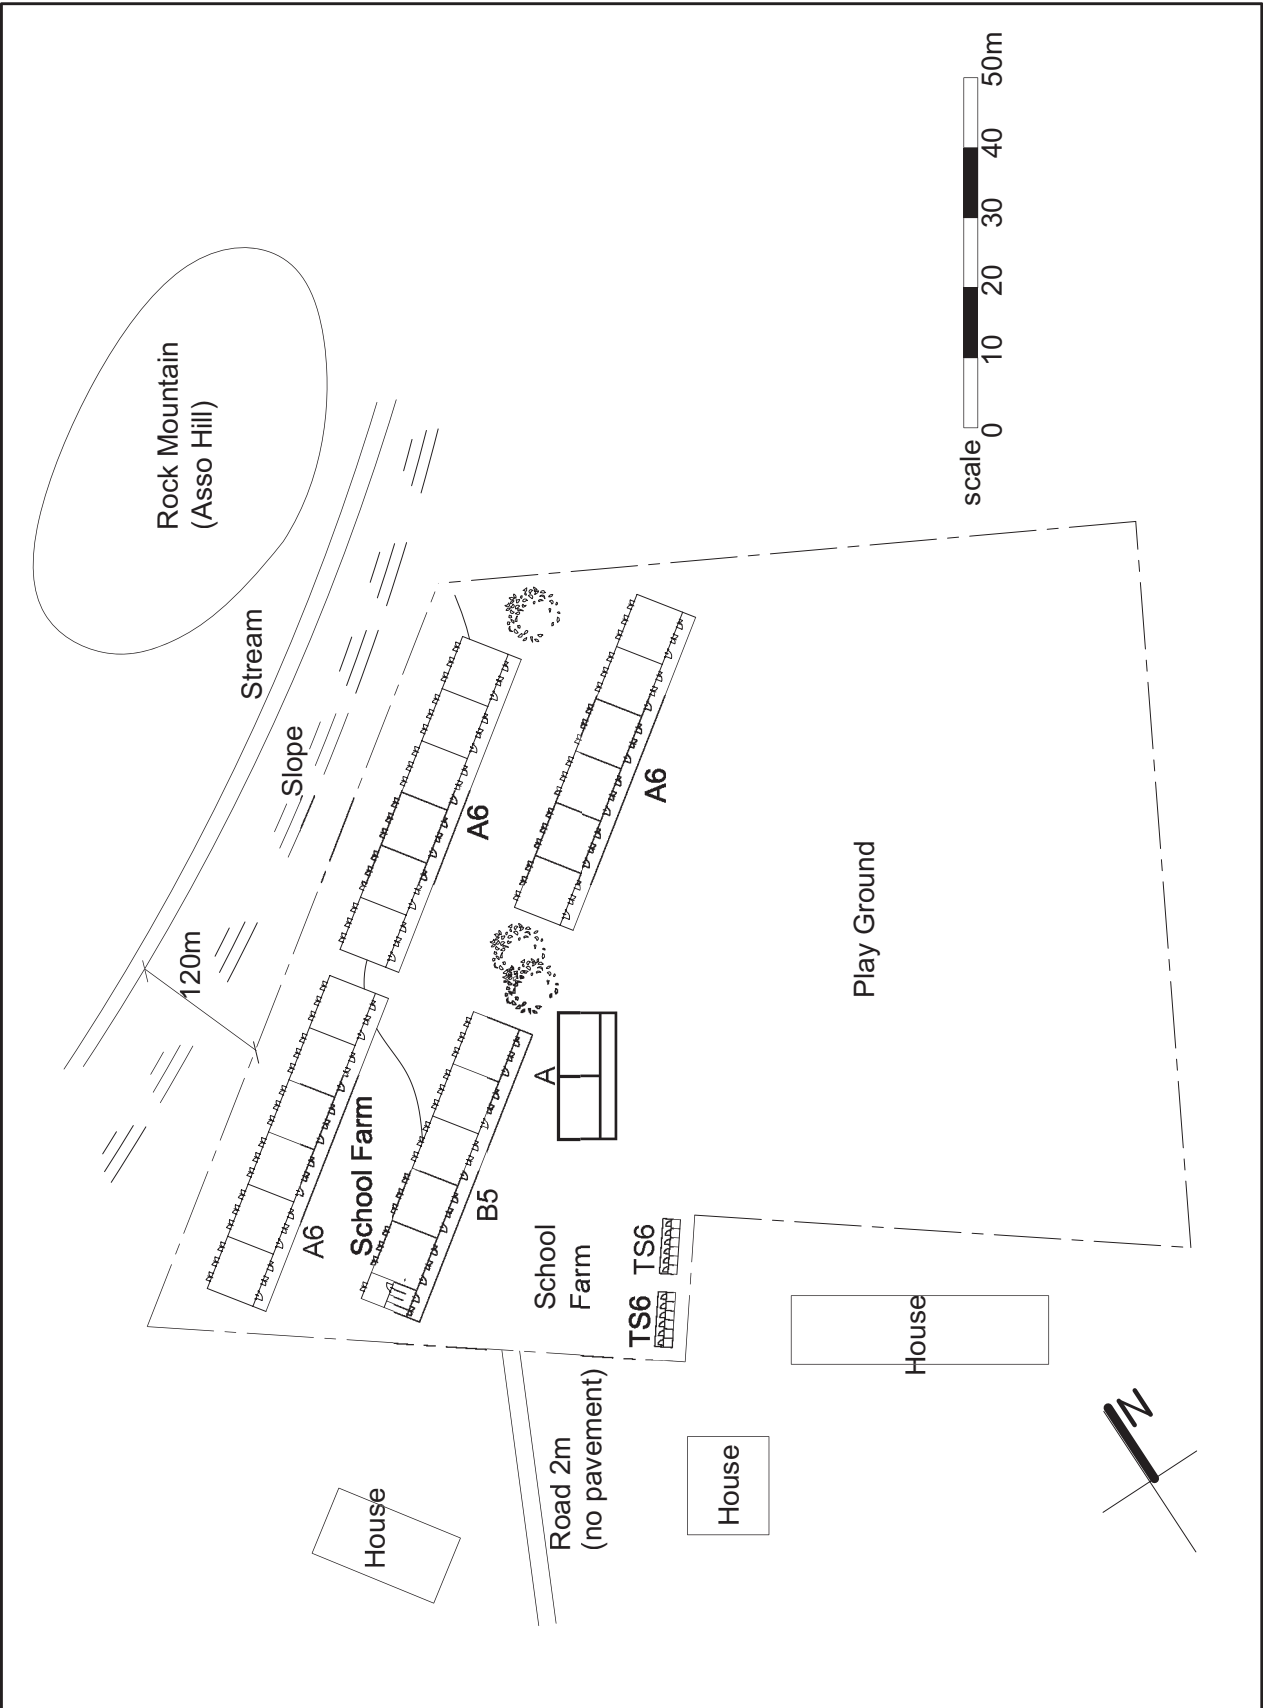 Rock Mountain
(Asso Hill)
Stream
Slope
120m
A6
A6
A6
School Farm
B5
A
School
Farm
TS6
TS6
Play Ground
House
House
House
Road 2m
(no pavement)
scale
0
10
20
30
40
50m
N